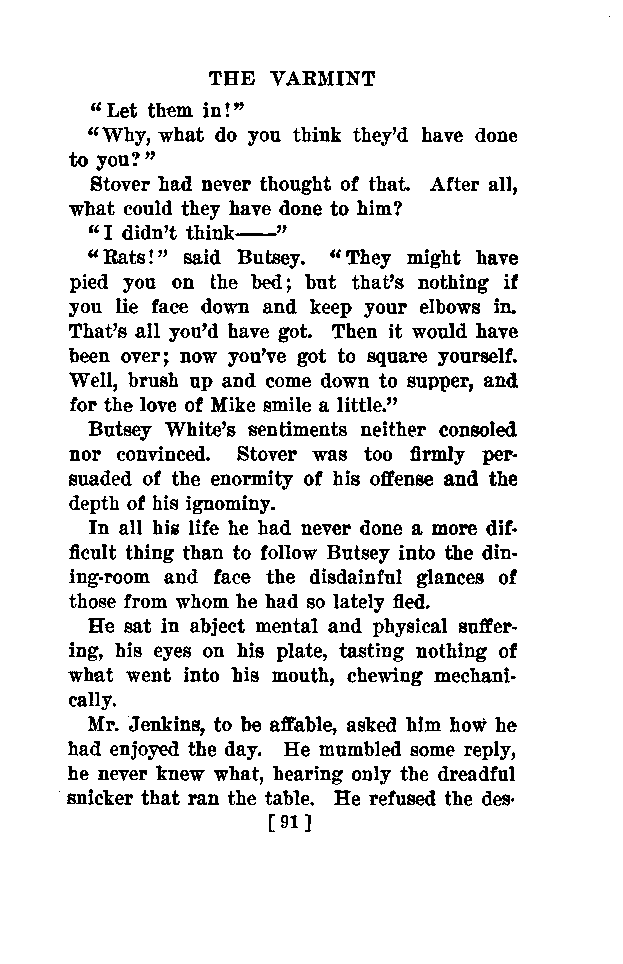 THE VARMINT
“Let them in!”
“Why, what do you think they’d have done
to you?”
Stover had never thought of that. After all,
what could they have done to him?
“I didn’t think——”
“Rats!” said Butsey. “They might have
pied you on the bed; but that’s nothing if
you lie face down and keep your elbows in.
That’s all you’d have got. Then it would have
been over; now you’ve got to square yourself.
Well, brush up and come down to supper, and
for the love of Mike smile a little.”
Butsey White’s sentiments neither consoled
nor convinced. Stover was too firmly per-
suaded of the enormity of his offense and the
depth of his ignominy.
In all his life he had never done a more dif-
ficult thing than to follow Butsey into the din-
ing-room and face the disdainful glances of
those from whom he had so lately fled.
He sat in abject mental and physical suffer-
ing, his eyes on his plate, tasting nothing of
what went into his mouth, chewing mechani-
cally.
Mr. Jenkins, to be affable, asked him how he
had enjoyed the day. He mumbled some reply,
he never knew what, hearing only the dreadful
snicker that ran the table. He refused the des-
[91]